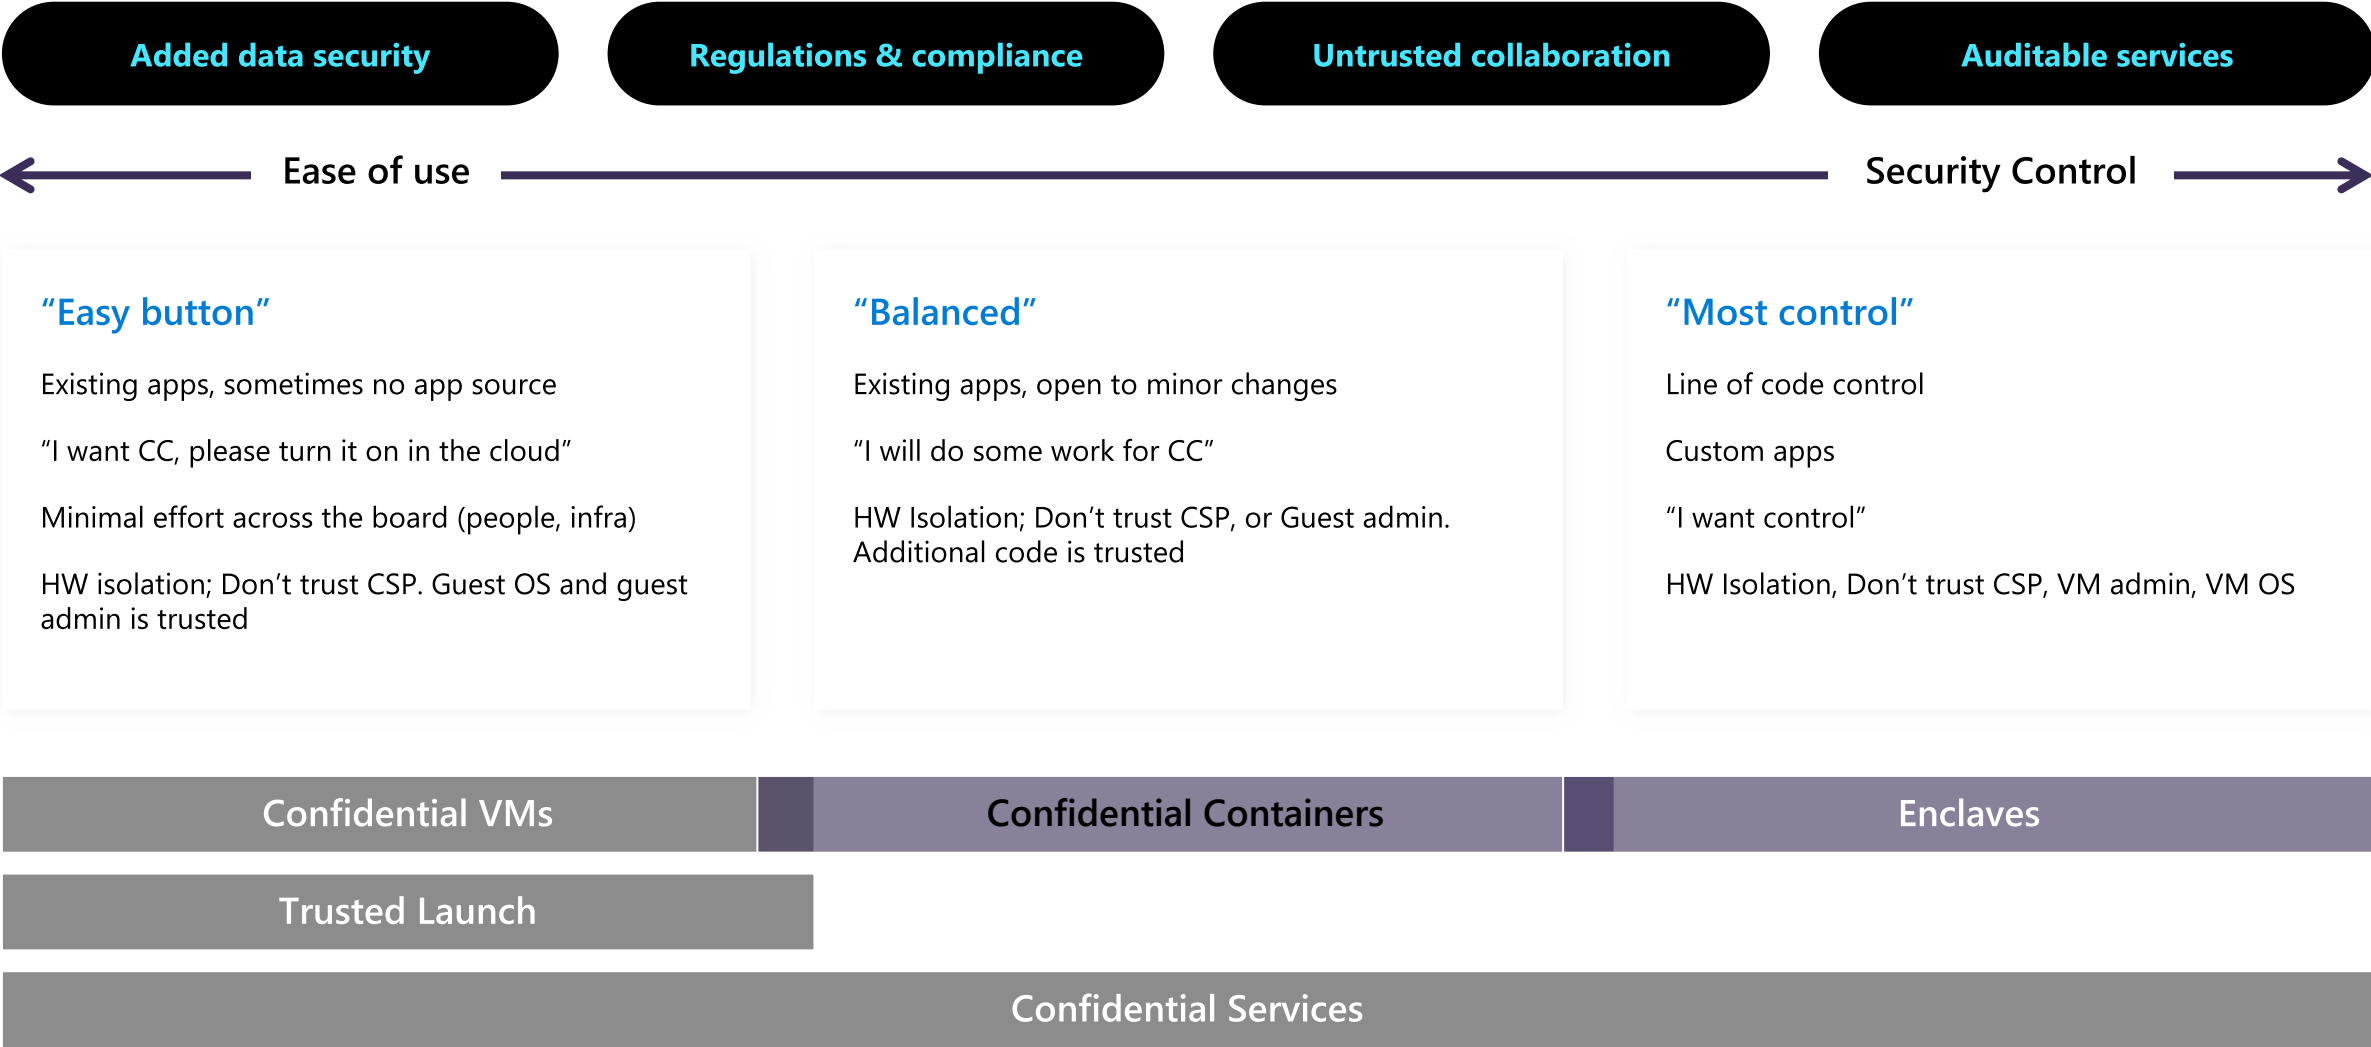 Added data security
Regulations & compliance
Untrusted collaboration
Auditable services
Ease of use
Security Control
“Easy button”
Existing apps, sometimes no app source
“I want CC, please turn it on in the cloud”
Minimal effort across the board (people, infra)
HW isolation; Don’t trust CSP. Guest OS and guest
admin is trusted
“Balanced”
Existing apps, open to minor changes
“I will do some work for CC”
HW Isolation; Don’t trust CSP, or Guest admin.
Additional code is trusted
“Most control”
Line of code control
Custom apps
“I want control”
HW Isolation, Don’t trust CSP, VM admin, VM OS
Confidential VMs
Confidential Containers
Enclaves
Trusted Launch
Confidential Services